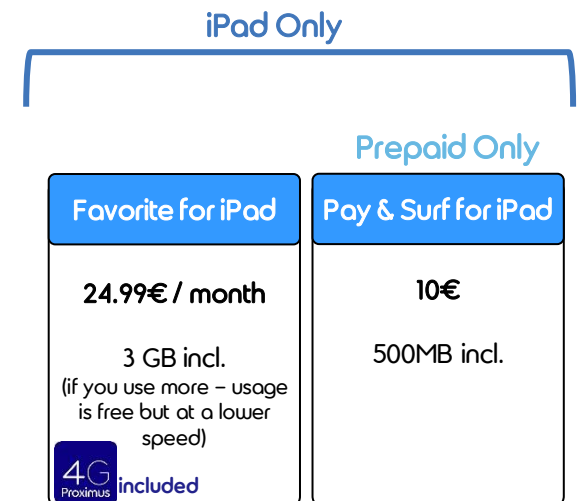 iPad Only
Prepaid Only
Favorite for iPad
24.99€ / month
3 GB incl.
(if you use more – usage
is free but at a lower
speed)
4G
Proximus
included
Pay & Surf for iPad
10€
500MB incl.